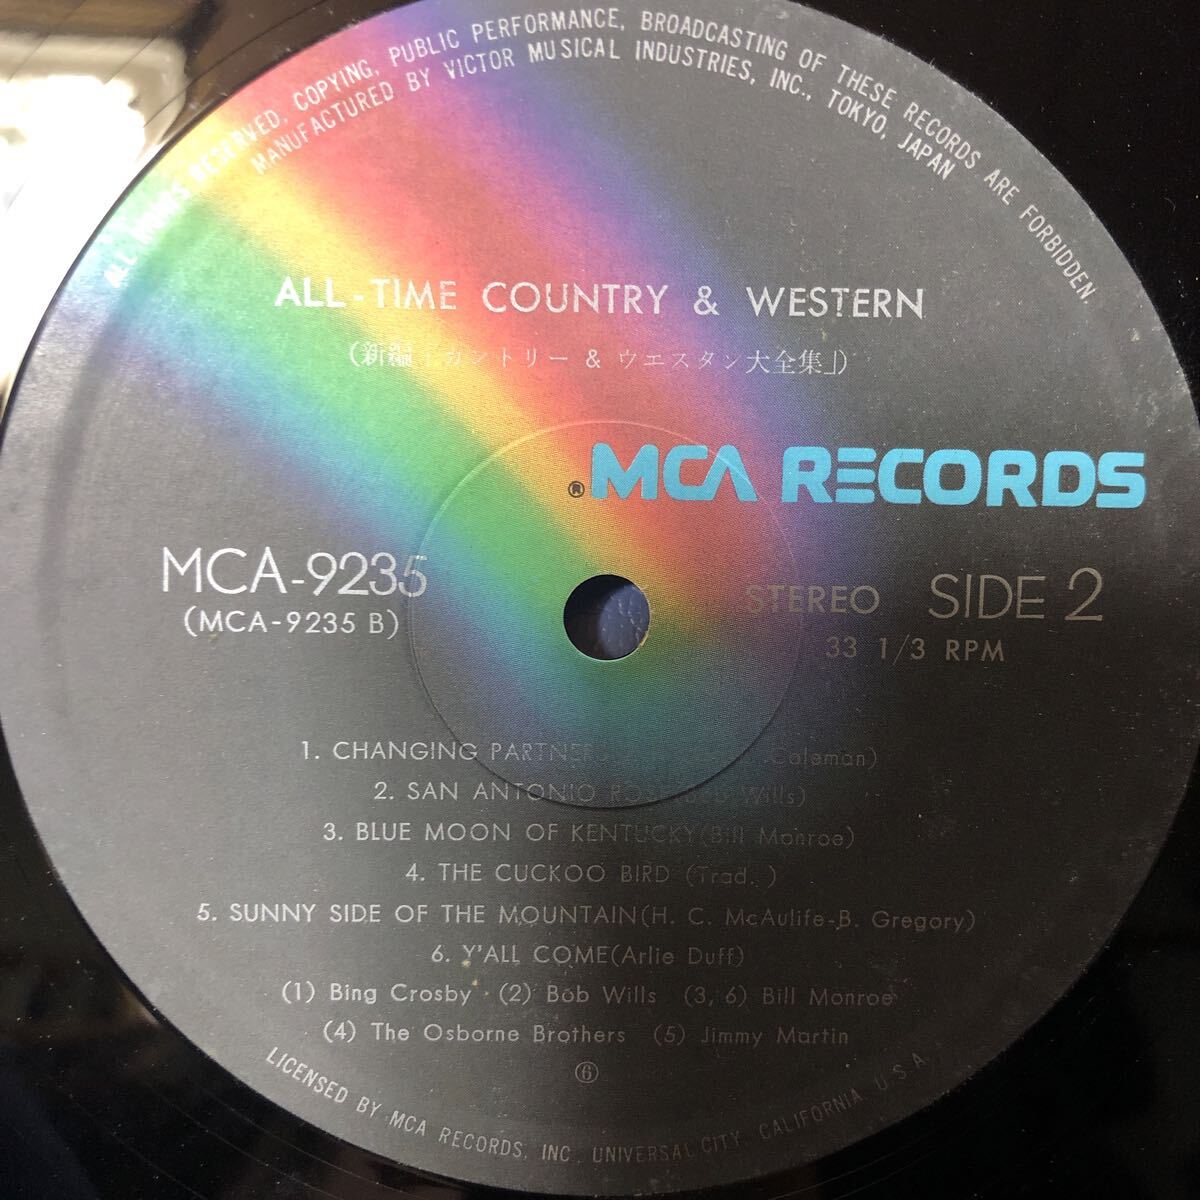 ALL RIGHTS RESERVED, COPYING, PUBLIC PERFORMANCE, BROADCASTING OF THESE RECORDS ARE FORBIDDEN
MANUFACTURED BY VICTOR MUSICAL INDUSTRIES, INC., TOKYO, JAPAN
ALL-TIME COUNTRY & WESTERN
(新編「カントリー & ウエスタン大全集」)
®MCA RECORDS
MCA-9235
(MCA-9235 B)
STEREO SIDE 2
33 1/3 RPM
1. CHANGING PARTNERS Coleman)
2. SAN ANTONIO ROSE Wills)
3. BLUE MOON OF KENTUCKY(Bill Monroe)
4. THE CUCKOO BIRD (Trad. )
5. SUNNY SIDE OF THE MOUNTAIN(H. C. McAulife-B. Gregory)
6. Y'ALL COME(Arlie Duff)
(1) Bing Crosby (2) Bob Wills (3, 6) Bill Monroe
(4) The Osborne Brothers (5) Jimmy Martin
⑥
LICENSED BY MCA RECORDS, INC. UNIVERSAL CITY, CALIFORNIA, U.S.A.